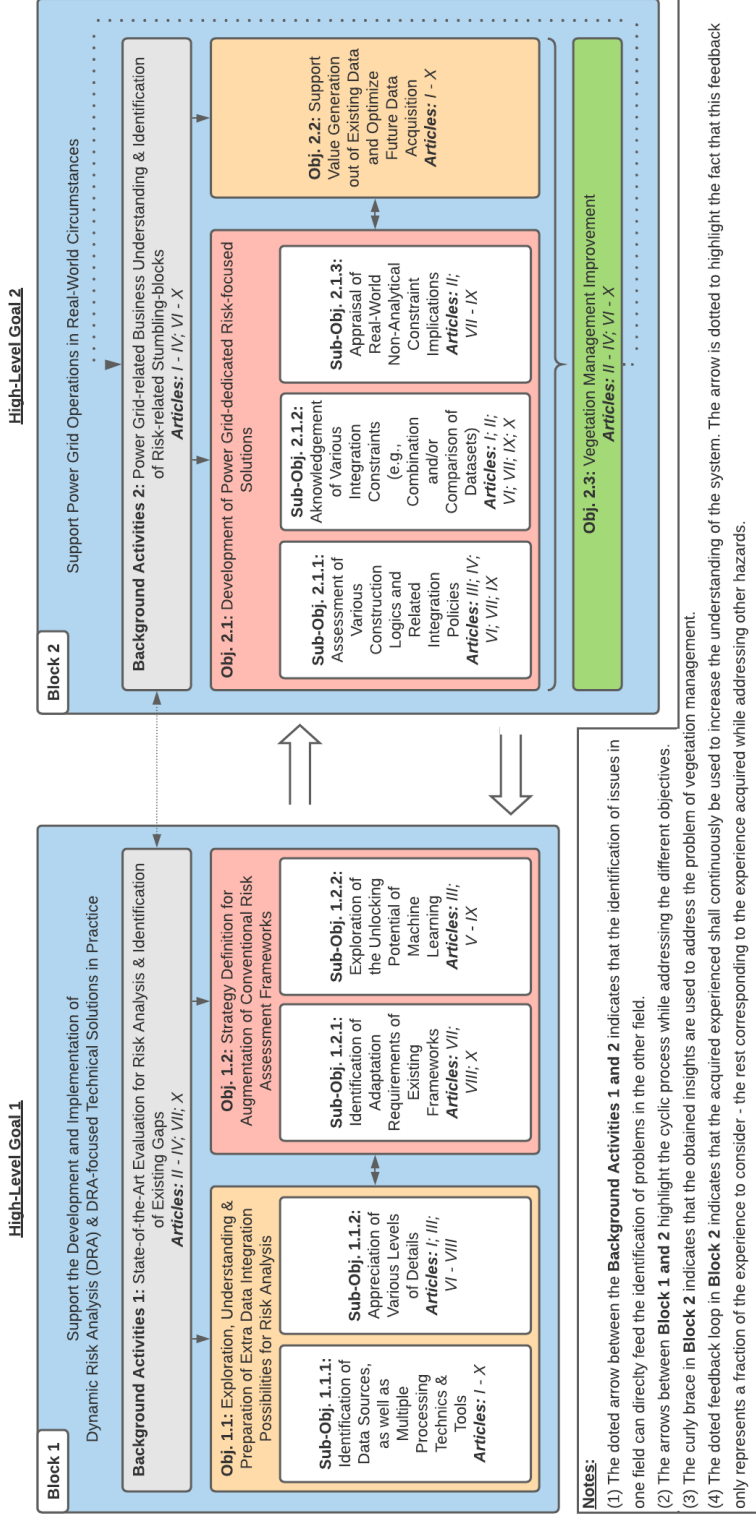 High-Level Goal 1
Block 1
Support the Development and Implementation of
Dynamic Risk Analysis (DRA) & DRA-focused Technical Solutions in Practice
Background Activities 1: State-of-the-Art Evaluation for Risk Analysis & Identification
of Existing Gaps
Articles: II - IV; VII; X
Obj. 1.1: Exploration, Understanding &
Preparation of Extra Data Integration
Possibilities for Risk Analysis
Sub-Obj. 1.1.1:
Identification of
Data Sources,
as well as
Multiple
Processing
Technics &
Tools
Articles: I - X
Sub-Obj. 1.1.2:
Appreciation of
Various Levels
of Details
Articles: I; III;
VI - VIII
Obj. 1.2: Strategy Definition for
Augmentation of Conventional Risk
Assessment Frameworks
Sub-Obj. 1.2.1:
Identification of
Adaptation
Requirements of
Existing
Frameworks
Articles: VII;
VIII; X
Sub-Obj. 1.2.2:
Exploration of
the Unlocking
Potential of
Machine
Learning
Articles: III;
V - IX
High-Level Goal 2
Block 2
Support Power Grid Operations in Real-World Circumstances
Background Activities 2: Power Grid-related Business Understanding & Identification
of Risk-related Stumbling-blocks
Articles: I - IV; VI - X
Obj. 2.1: Development of Power Grid-dedicated Risk-focused
Solutions
Sub-Obj. 2.1.1:
Assessment of
Various
Construction
Logics and
Related
Integration
Policies
Articles: III; IV;
VI; VII; IX
Sub-Obj. 2.1.2:
Aknowledgement
of Various
Integration
Constraints
(e.g.,
Combination
and/or
Comparison of
Datasets)
Articles: I; II;
VI; VII; IX; X
Sub-Obj. 2.1.3:
Appraisal of
Real-World
Non-Analytical
Constraint
Implications
Articles: II;
VII - IX
Obj. 2.2: Support
Value Generation
out of Existing Data
and Optimize
Future Data
Acquisition
Articles: I - X
Obj. 2.3: Vegetation Management Improvement
Articles: II - IV; VI - X
Notes:
(1) The doted arrow between the Background Activities 1 and 2 indicates that the identification of issues in
one field can direclty feed the identification of problems in the other field.
(2) The arrows between Block 1 and 2 highlight the cyclic process while addressing the different objectives.
(3) The curly brace in Block 2 indicates that the obtained insights are used to address the problem of vegetation management.
(4) The doted feedback loop in Block 2 indicates that the acquired experienced shall continuously be used to increase the understanding of the system. The arrow is dotted to highlight the fact that this feedback
only represents a fraction of the experience to consider - the rest corresponding to the experience acquired while addressing other hazards.